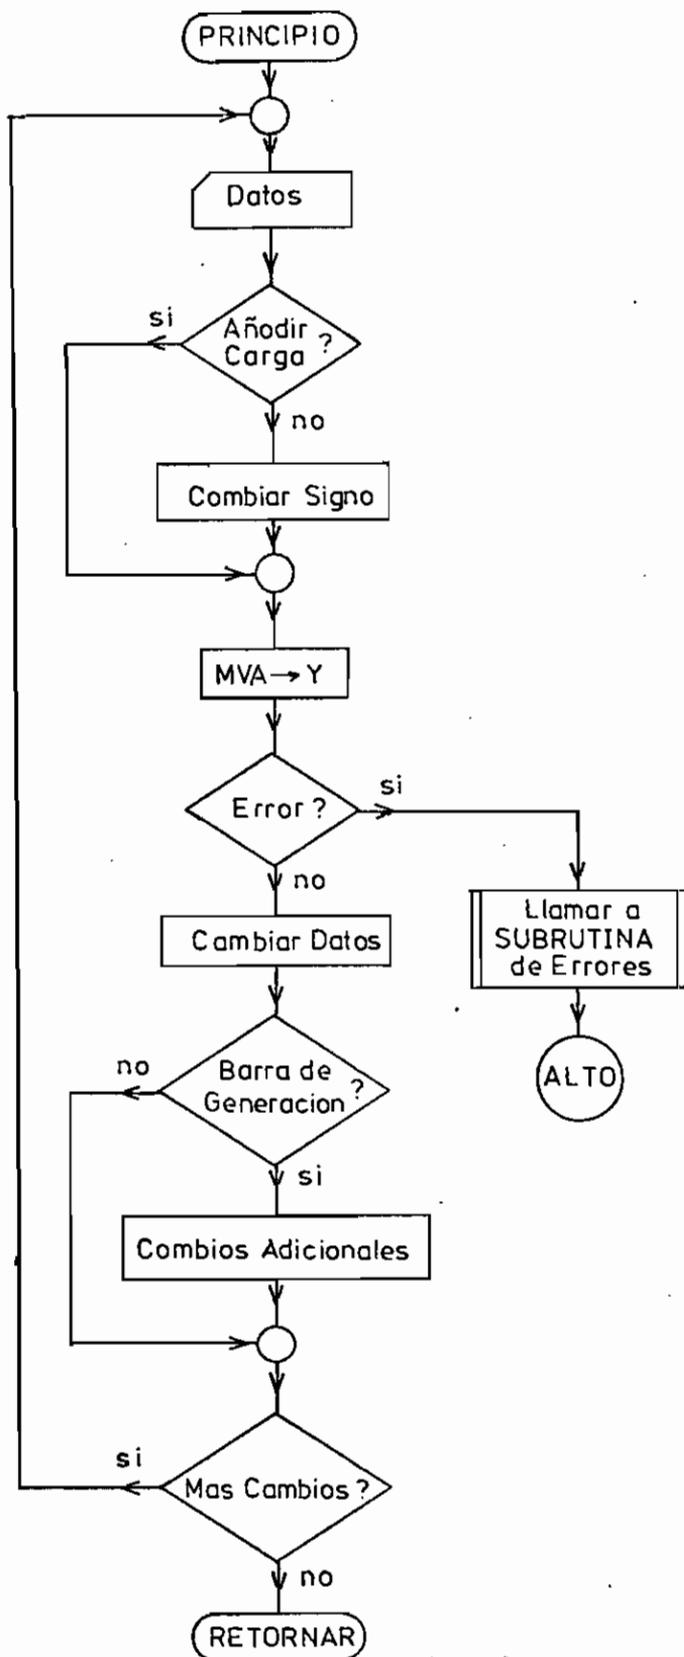 PRINCIPIO
Datos
si
Añodir
Carga ?
no
Combiar Signo
MVA→Y
Error ?
si
no
Llamar a
SUBRUTINA
de Errores
Cambiar Datos
ALTO
no
Barra de
Generacion ?
si
Combios Adicionales
si
Mas Cambios ?
no
RETORNAR